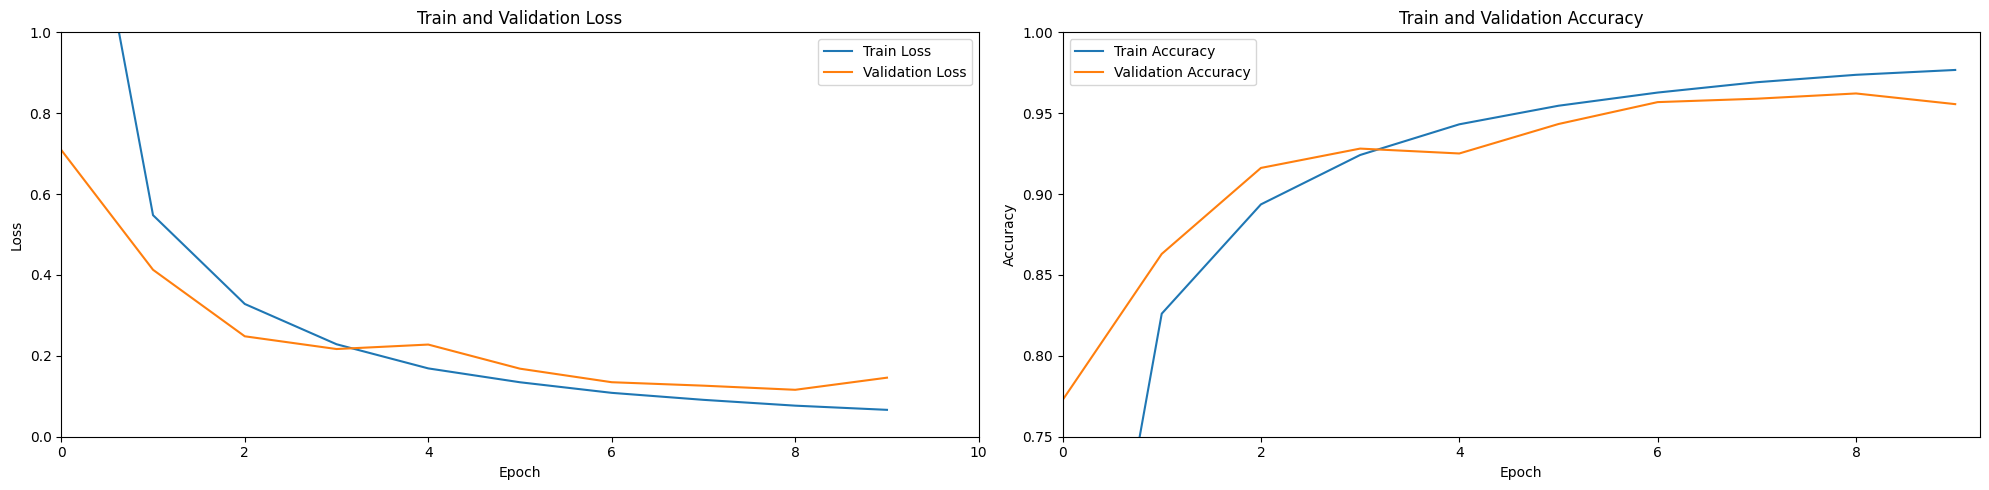 Train and Validation Loss
1.0
0.8
0.6
0.4
0.2
0.0
Loss
Train Loss
Validation Loss
0
2
4
6
8
10
Epoch
Train and Validation Accuracy
1.00
0.95
0.90
0.85
0.80
0.75
Accuracy
Train Accuracy
Validation Accuracy
0
2
4
6
8
Epoch